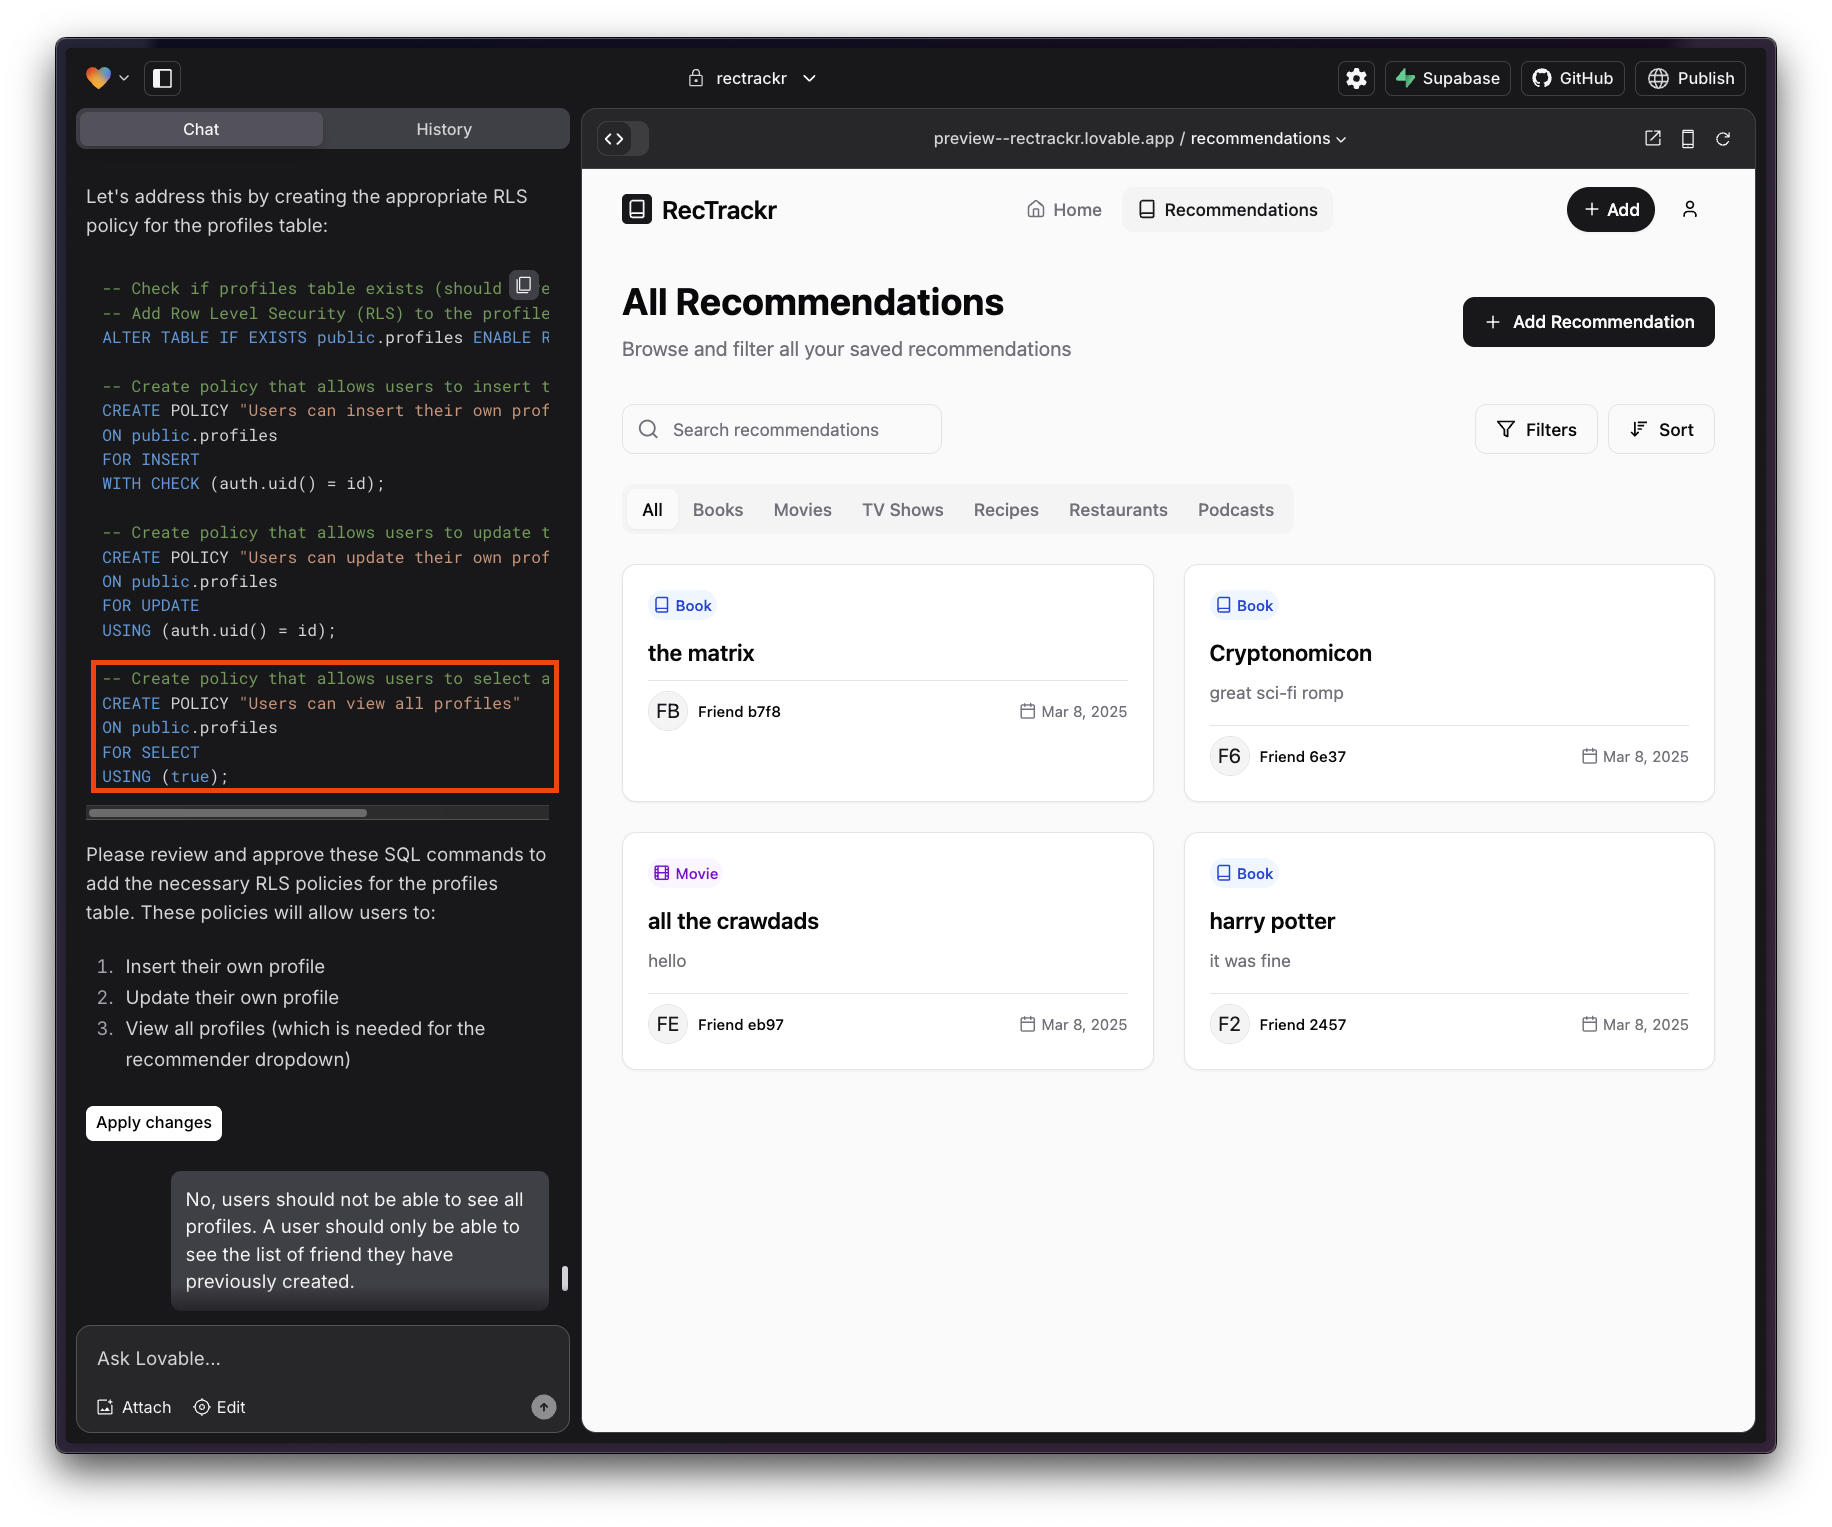 rectrackr
Supabase
GitHub
Publish
Chat
History
Let's address this by creating the appropriate RLS
policy for the profiles table:
-- Check if profiles table exists (should
-- Add Row Level Security (RLS) to the profile
ALTER TABLE IF EXISTS public.profiles ENABLE R
-- Create policy that allows users to insert t
CREATE POLICY "Users can insert their own prof
ON public.profiles
FOR INSERT
WITH CHECK (auth.uid() = id);
-- Create policy that allows users to update t
CREATE POLICY "Users can update their own prof
ON public.profiles
FOR UPDATE
USING (auth.uid() = id);
-- Create policy that allows users to select a
CREATE POLICY "Users can view all profiles"
ON public.profiles
FOR SELECT
USING (true);
Please review and approve these SQL commands to
add the necessary RLS policies for the profiles
table. These policies will allow users to:
1. Insert their own profile
2. Update their own profile
3. View all profiles (which is needed for the
recommender dropdown)
Apply changes
No, users should not be able to see all
profiles. A user should only be able to
see the list of friend they have
previously created.
Ask Lovable...
Attach
Edit
preview--rectrackr.lovable.app / recommendations
RecTrackr
Home
Recommendations
+ Add
All Recommendations
Browse and filter all your saved recommendations
+ Add Recommendation
Search recommendations
Filters
Sort
All
Books
Movies
TV Shows
Recipes
Restaurants
Podcasts
Book
the matrix
FB
Friend b7f8
Mar 8, 2025
Book
Cryptonomicon
great sci-fi romp
F6
Friend 6e37
Mar 8, 2025
Movie
all the crawdads
hello
FE
Friend eb97
Mar 8, 2025
Book
harry potter
it was fine
F2
Friend 2457
Mar 8, 2025